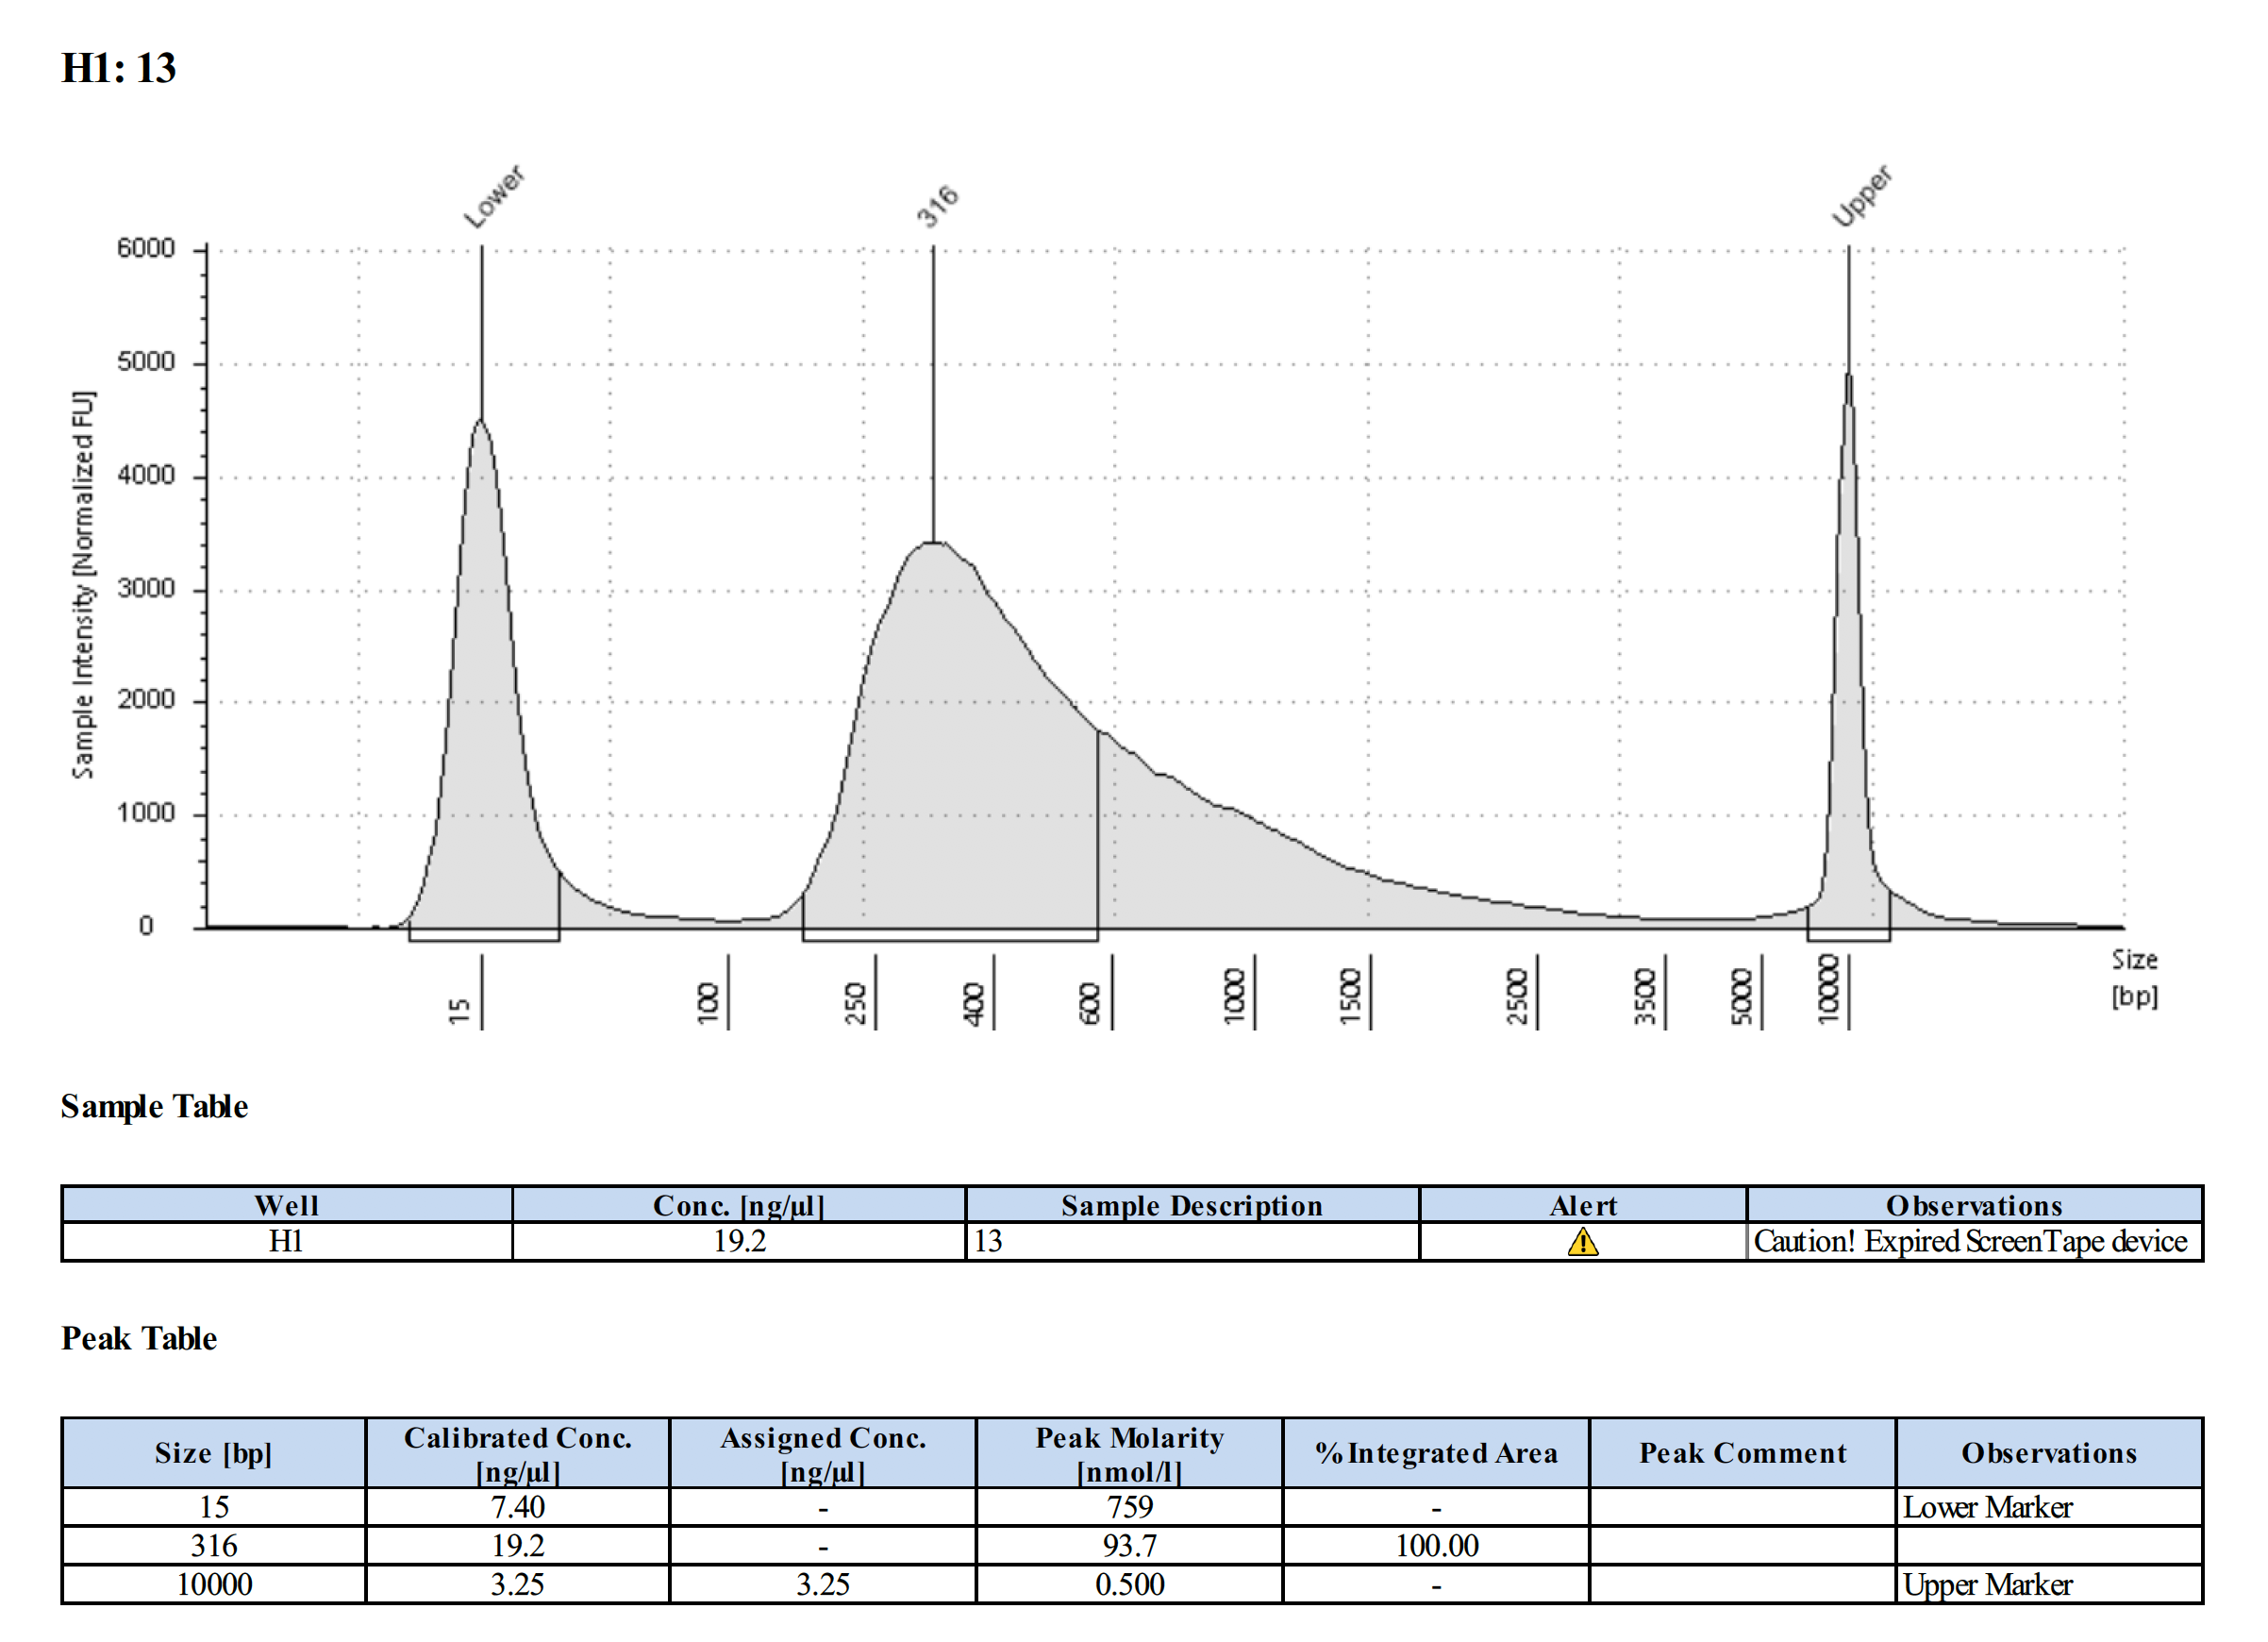 H1: 13
Lower
316
Upper
6000
5000
4000
3000
2000
1000
0
Sample Intensity [Normalized FU]
15
100
250
400
600
1000
1500
2500
3500
5000
10000
Size
[bp]
Sample Table
Well Conc. [ng/µl] Sample Description Alert Observations
H1 19.2 13 Caution! Expired ScreenTape device
Peak Table
Size [bp] Calibrated Conc. [ng/µl] Assigned Conc. [ng/µl] Peak Molarity [nmol/l] % Integrated Area Peak Comment Observations
15 7.40 - 759 - Lower Marker
316 19.2 - 93.7 100.00
10000 3.25 3.25 0.500 - Upper Marker